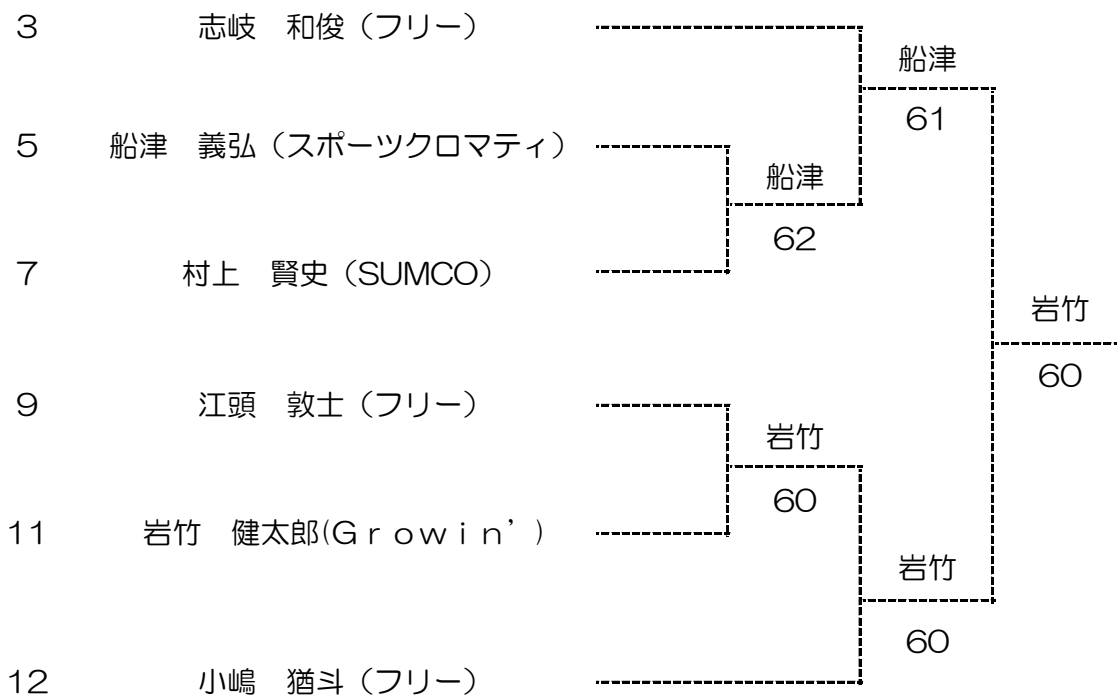 3 志岐 和俊（フリー）
船津
61
5 船津 義弘（スポーツクロマティ）
船津
62
7 村上 賢史（SUMCO）
岩竹
60
9 江頭 敦士（フリー）
岩竹
60
11 岩竹 健太郎(Ｇｒｏｗｉｎ’)
岩竹
60
12 小嶋 猶斗（フリー）